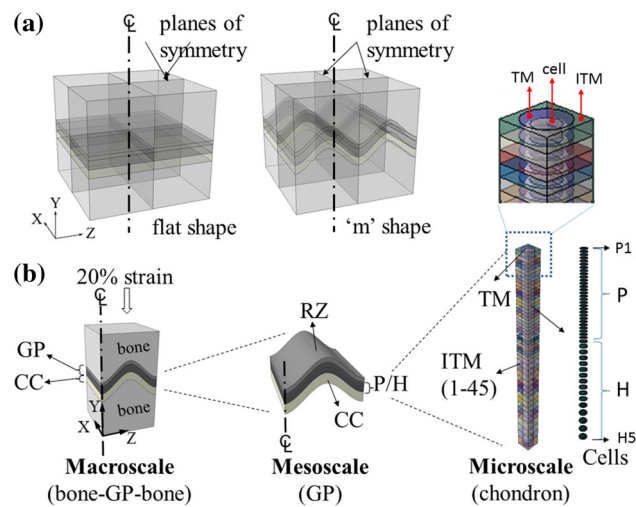 (a)
℄
planes of
symmetry
℄
planes of
symmetry
TM
cell
ITM
Y
X
Z
flat shape
‘m’ shape
(b)
20% strain
℄
GP
CC
bone
bone
Y
X
Z
Macroscale
(bone-GP-bone)
RZ
P/H
CC
℄
Mesoscale
(GP)
TM
ITM
(1-45)
Microscale
(chondron)
P1
P
H
H5
Cells